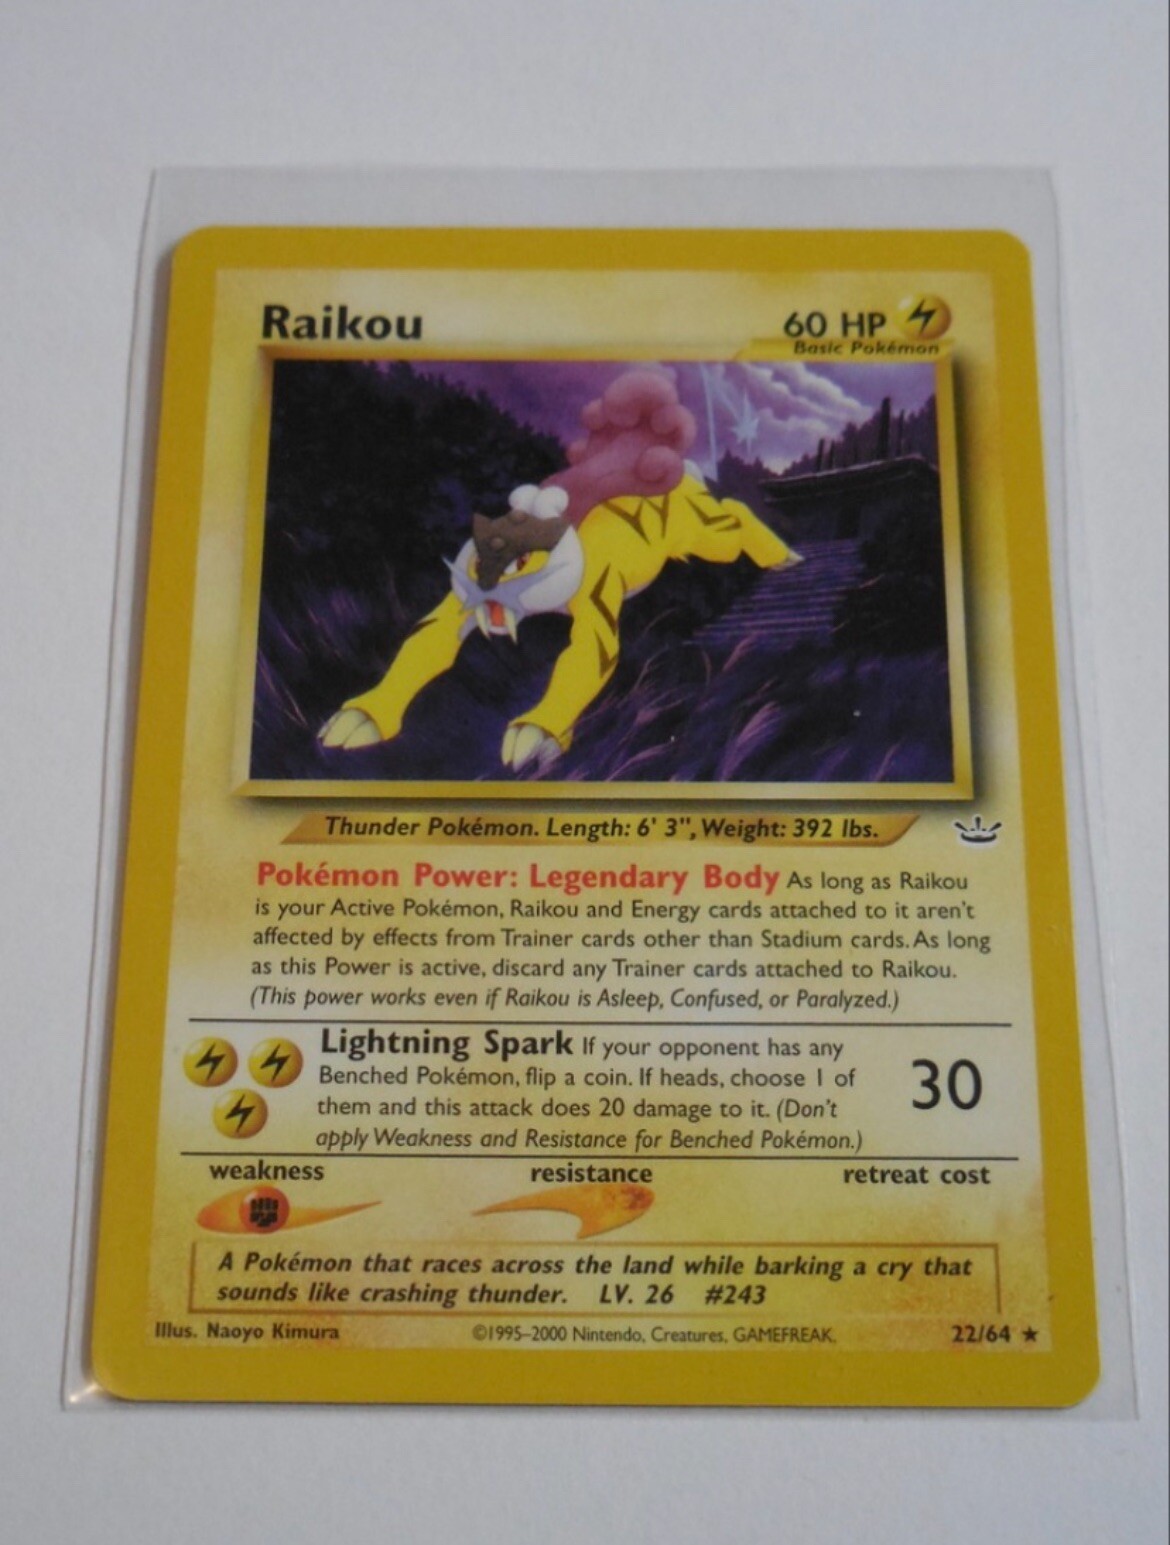 Raikou
60 HP
Basic Pokémon
Thunder Pokémon. Length: 6' 3", Weight: 392 lbs.
Pokémon Power: Legendary Body As long as Raikou
is your Active Pokémon, Raikou and Energy cards attached to it aren't
affected by effects from Trainer cards other than Stadium cards. As long
as this Power is active, discard any Trainer cards attached to Raikou.
(This power works even if Raikou is Asleep, Confused, or Paralyzed.)
Lightning Spark If your opponent has any
Benched Pokémon, flip a coin. If heads, choose 1 of
them and this attack does 20 damage to it. (Don't
apply Weakness and Resistance for Benched Pokémon.)
30
weakness resistance retreat cost
A Pokémon that races across the land while barking a cry that
sounds like crashing thunder. LV. 26 #243
Illus. Naoyo Kimura ©1995–2000 Nintendo, Creatures, GAMEFREAK. 22/64 ★